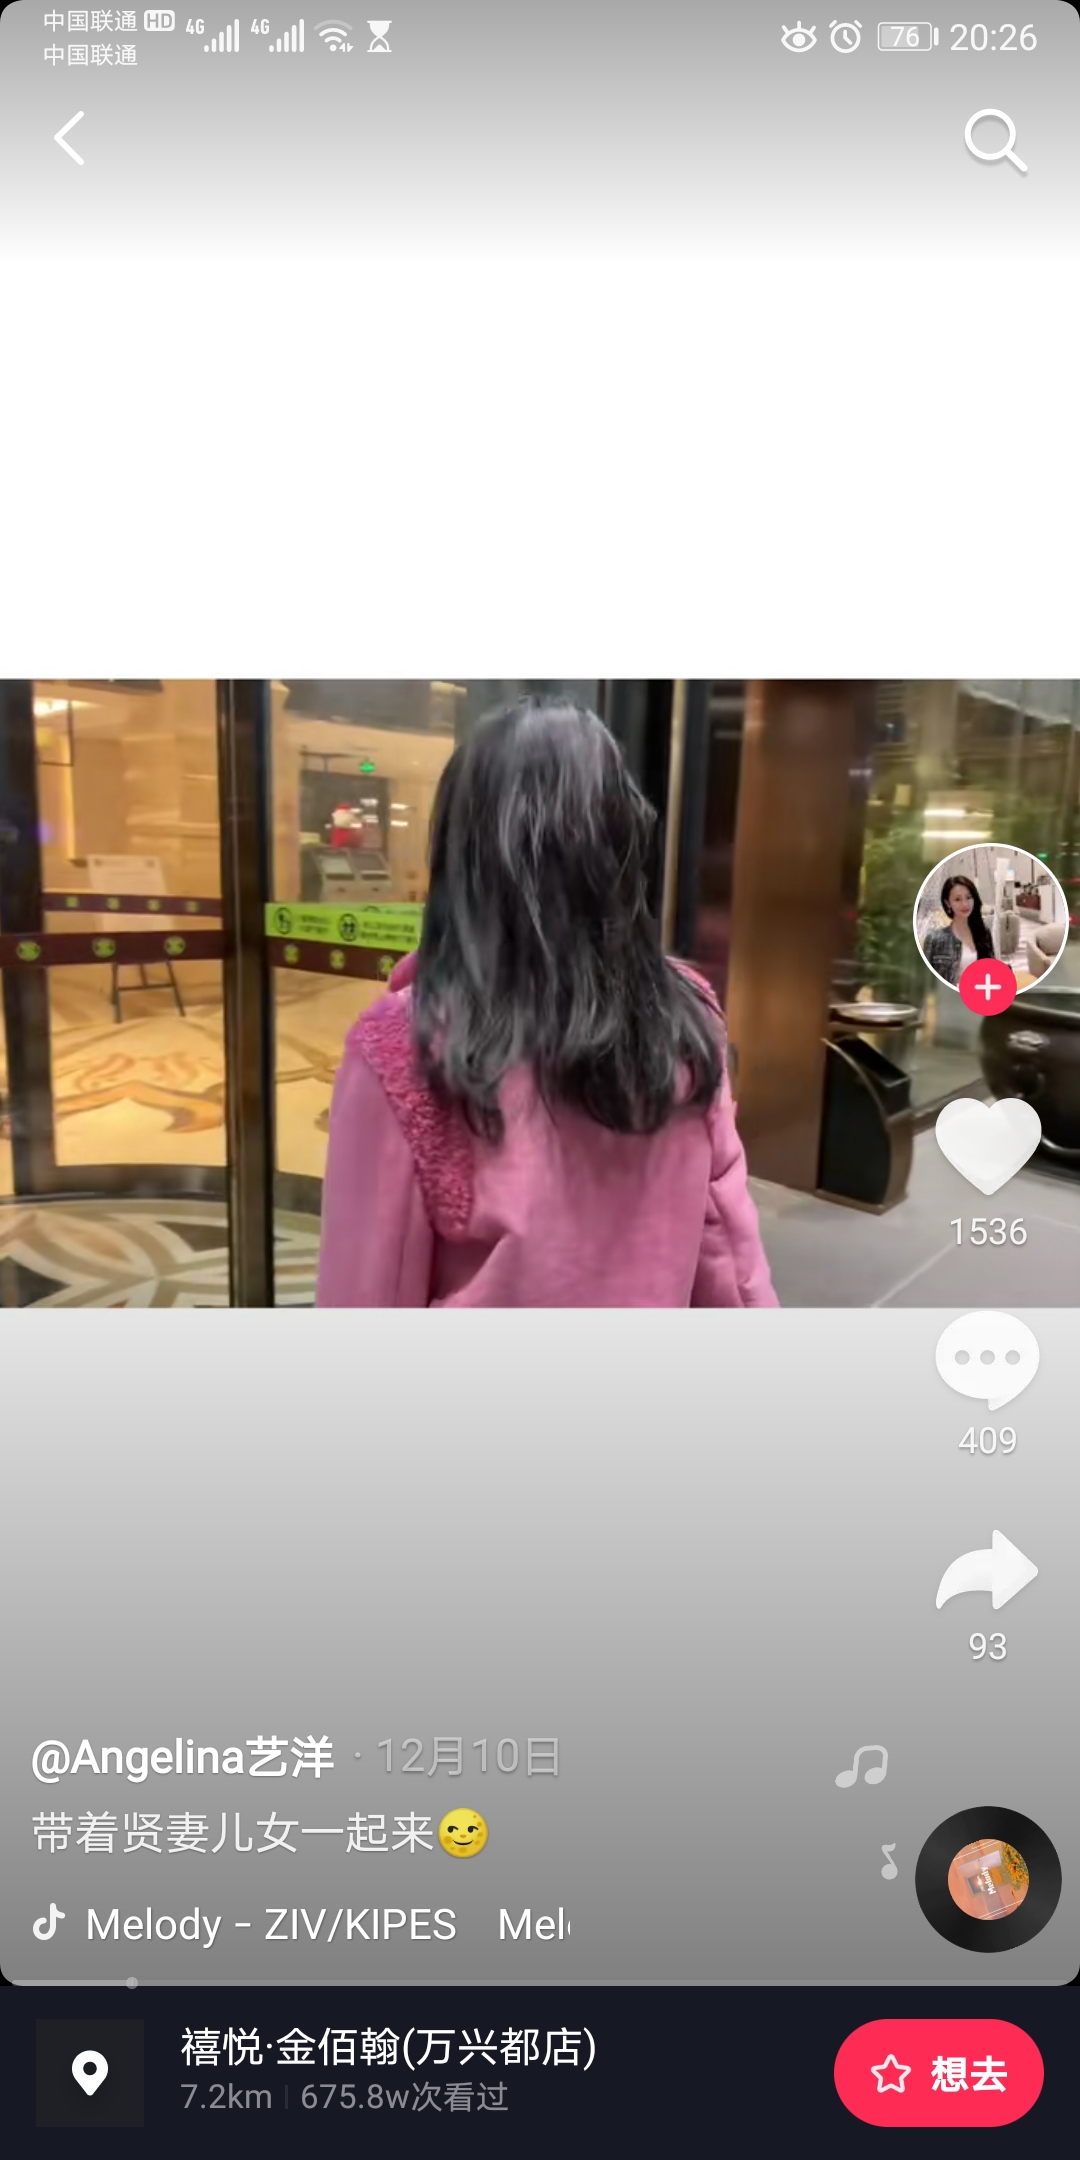 中国联通 HD 4G 4G 76 20:26
中国联通
1536
409
93
@Angelina艺洋 · 12月10日
带着贤妻儿女一起来
Melody - ZIV/KIPES Mel
禧悦·金佰翰(万兴都店)
7.2km 675.8w次看过
想去